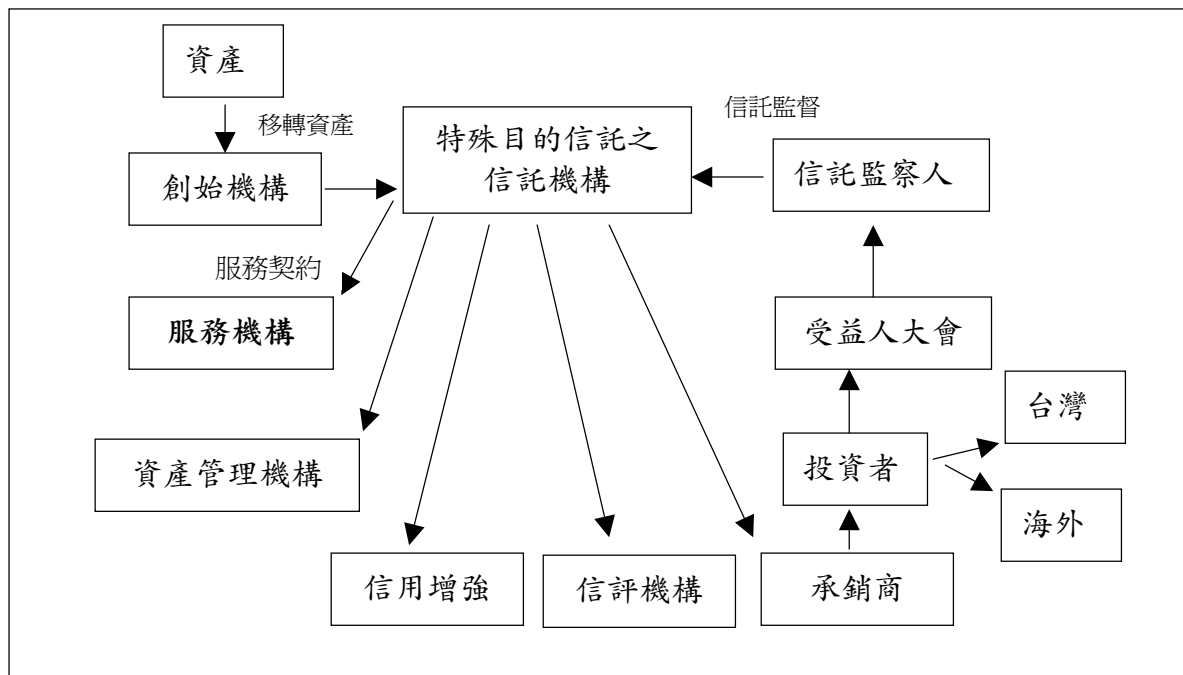 資產
移轉資產
特殊目的信託之
信託機構
信託監督
創始機構
信託監察人
服務契約
服務機構
受益人大會
台灣
資產管理機構
投資者
海外
信用增強
信評機構
承銷商